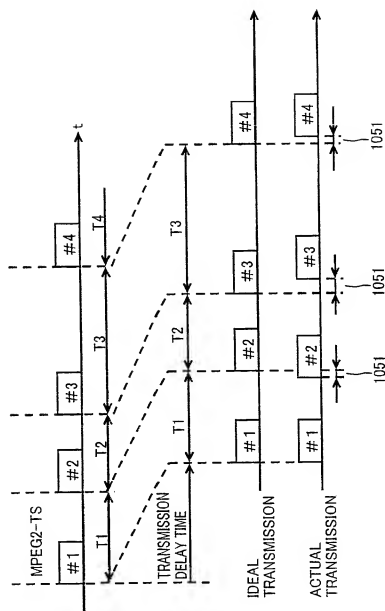 MPEG2-TS
#1
#2
#3
#4
t
T1
T2
T3
T4
TRANSMISSION
DELAY TIME
T1
T2
T3
IDEAL
TRANSMISSION
#1
#2
#3
#4
ACTUAL
TRANSMISSION
#1
#2
#3
#4
1051
1051
1051